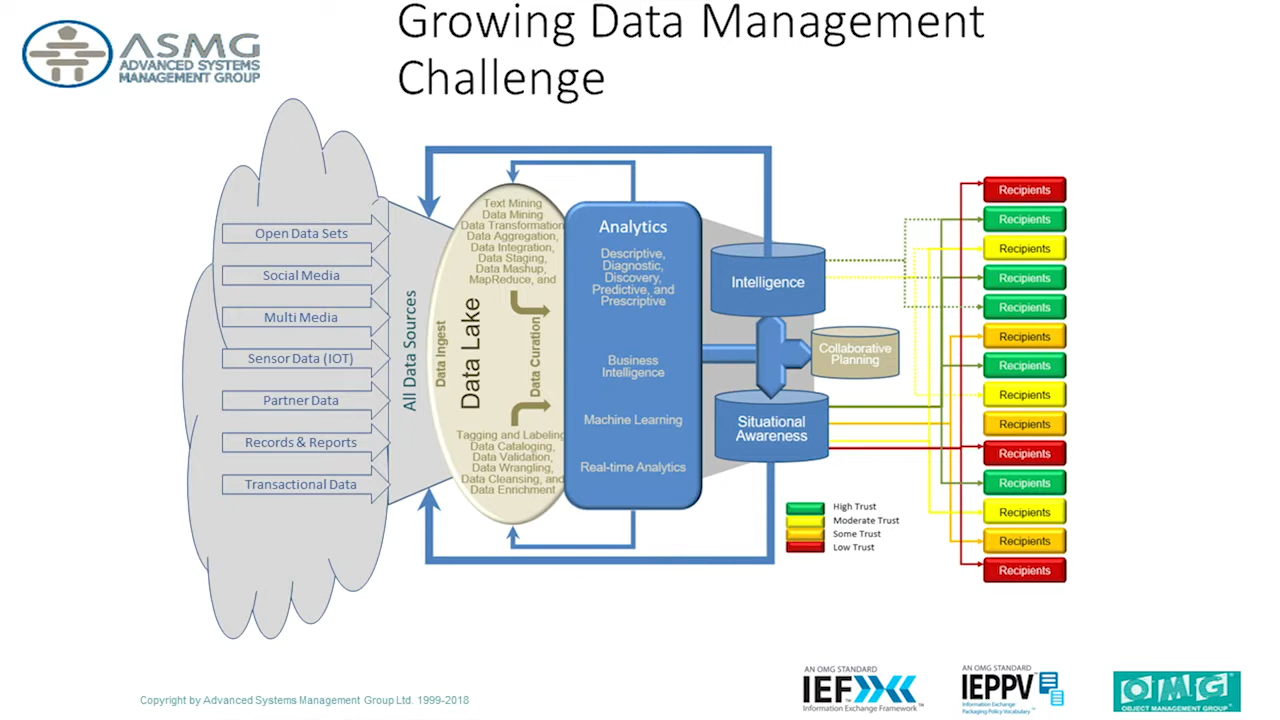 Growing Data Management
Challenge
ASMG
ADVANCED SYSTEMS
MANAGEMENT GROUP
Open Data Sets
Social Media
Multi Media
Sensor Data (IOT)
Partner Data
Records & Reports
Transactional Data
All Data Sources
Data Ingest
Data Lake
Text Mining
Data Mining
Data Transformation
Data Aggregation,
Data Integration,
Data Staging,
Data Mashup,
MapReduce, and
Data Curation
Tagging and Labeling
Data Cataloging,
Data Validation,
Data Wrangling,
Data Cleansing, and
Data Enrichment
Analytics
Descriptive,
Diagnostic,
Discovery,
Predictive, and
Prescriptive
Business
Intelligence
Machine Learning
Real-time Analytics
Intelligence
Collaborative
Planning
Situational
Awareness
Recipients
Recipients
Recipients
Recipients
Recipients
Recipients
Recipients
Recipients
Recipients
Recipients
Recipients
Recipients
Recipients
Recipients
High Trust
Moderate Trust
Some Trust
Low Trust
Copyright by Advanced Systems Management Group Ltd. 1999-2018
AN OMG STANDARD
IEF
Information Exchange Framework™
AN OMG STANDARD
IEPPV
Information Exchange
Packaging Policy Vocabulary™
OMG
OBJECT MANAGEMENT GROUP